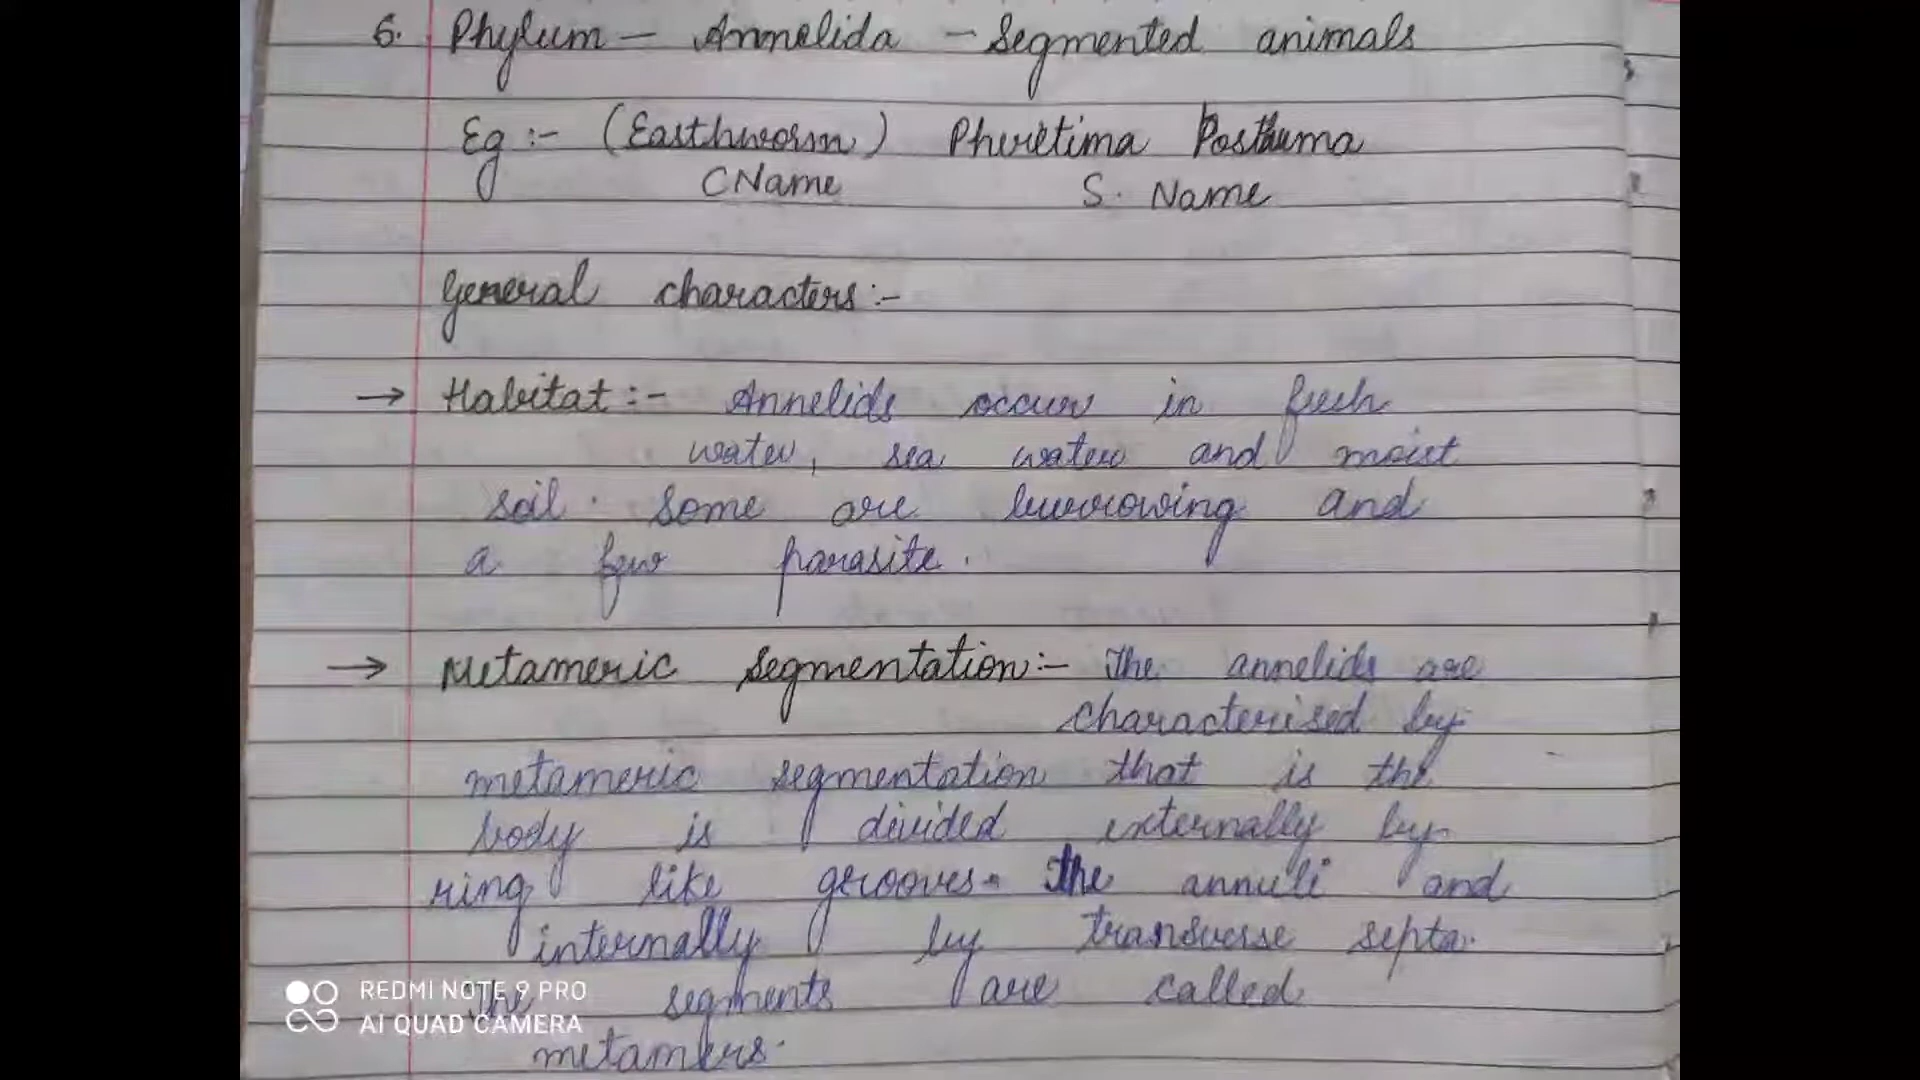 6. Phylum - Annelida - Segmented animals
Eg :- (Earthworm) Pheretima Posthuma
CName S. Name
General characters :-
→ Habitat :- Annelids occur in fresh
water, sea water and moist
soil. Some are burrowing and
a few parasite.
→ Metameric Segmentation :- The annelids are
characterised by
metameric segmentation that is the
body is divided externally by
ring like grooves. The annuli and
internally by transverse septa.
The segments are called
metamers.
REDMI NOTE 9 PRO
AI QUAD CAMERA